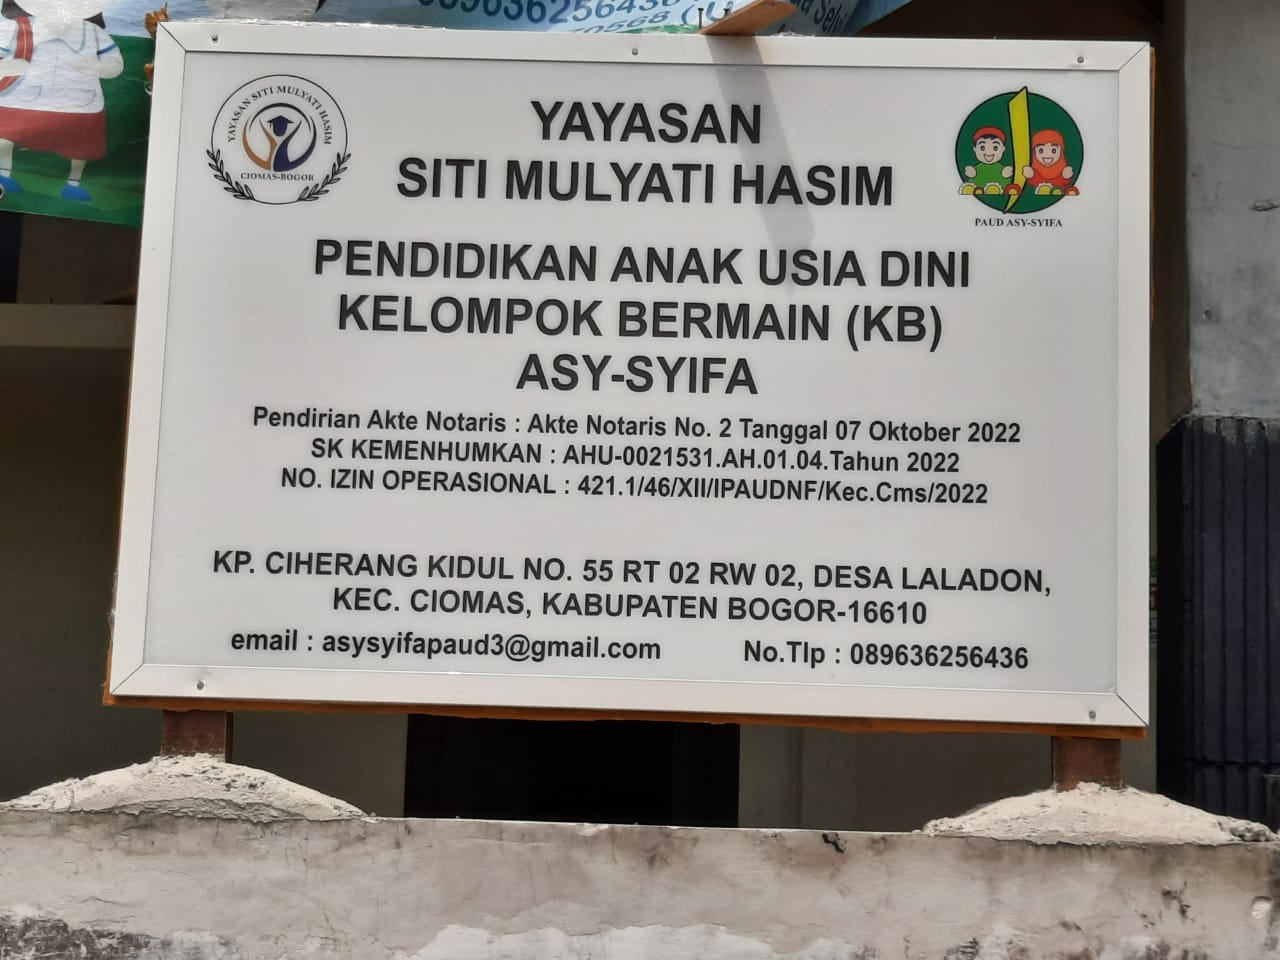 YAYASAN SITI MULYATI HASIM
CIOMAS-BOGOR
YAYASAN
SITI MULYATI HASIM
PAUD ASY-SYIFA
PENDIDIKAN ANAK USIA DINI
KELOMPOK BERMAIN (KB)
ASY-SYIFA
Pendirian Akte Notaris : Akte Notaris No. 2 Tanggal 07 Oktober 2022
SK KEMENHUMKAN : AHU-0021531.AH.01.04.Tahun 2022
NO. IZIN OPERASIONAL : 421.1/46/XII/IPAUDNF/Kec.Cms/2022
KP. CIHERANG KIDUL NO. 55 RT 02 RW 02, DESA LALADON,
KEC. CIOMAS, KABUPATEN BOGOR-16610
email : asysyifapaud3@gmail.com No.Tlp : 089636256436